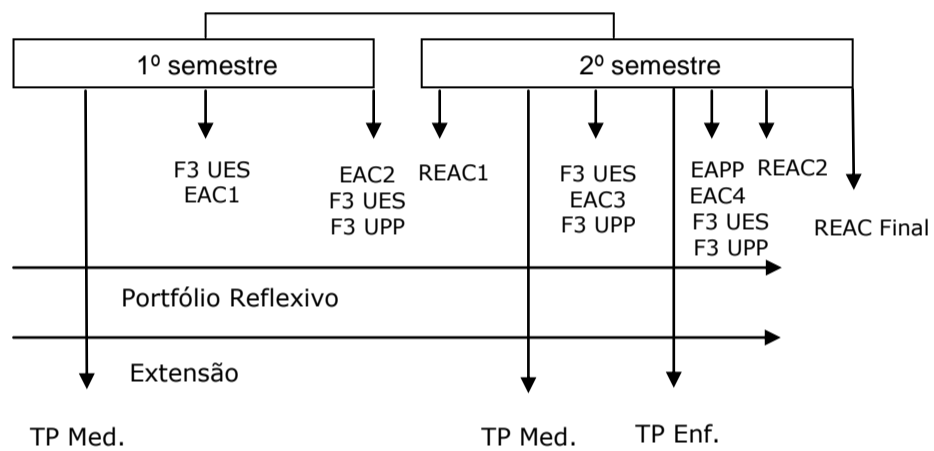 1º semestre
2º semestre
F3 UES
EAC1
EAC2
F3 UES
F3 UPP
REAC1
F3 UES
EAC3
F3 UPP
EAPP
EAC4
F3 UES
F3 UPP
REAC2
REAC Final
Portfólio Reflexivo
Extensão
TP Med.
TP Med.
TP Enf.